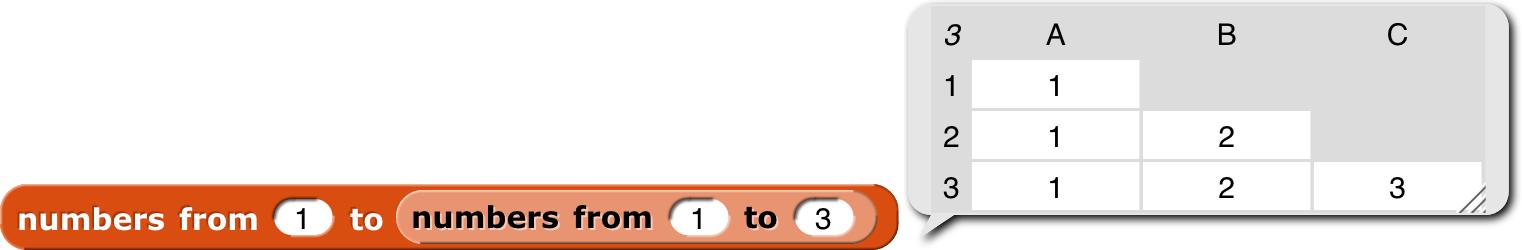 3 A B C
1 1
2 1 2
3 1 2 3
numbers from 1 to numbers from 1 to 3